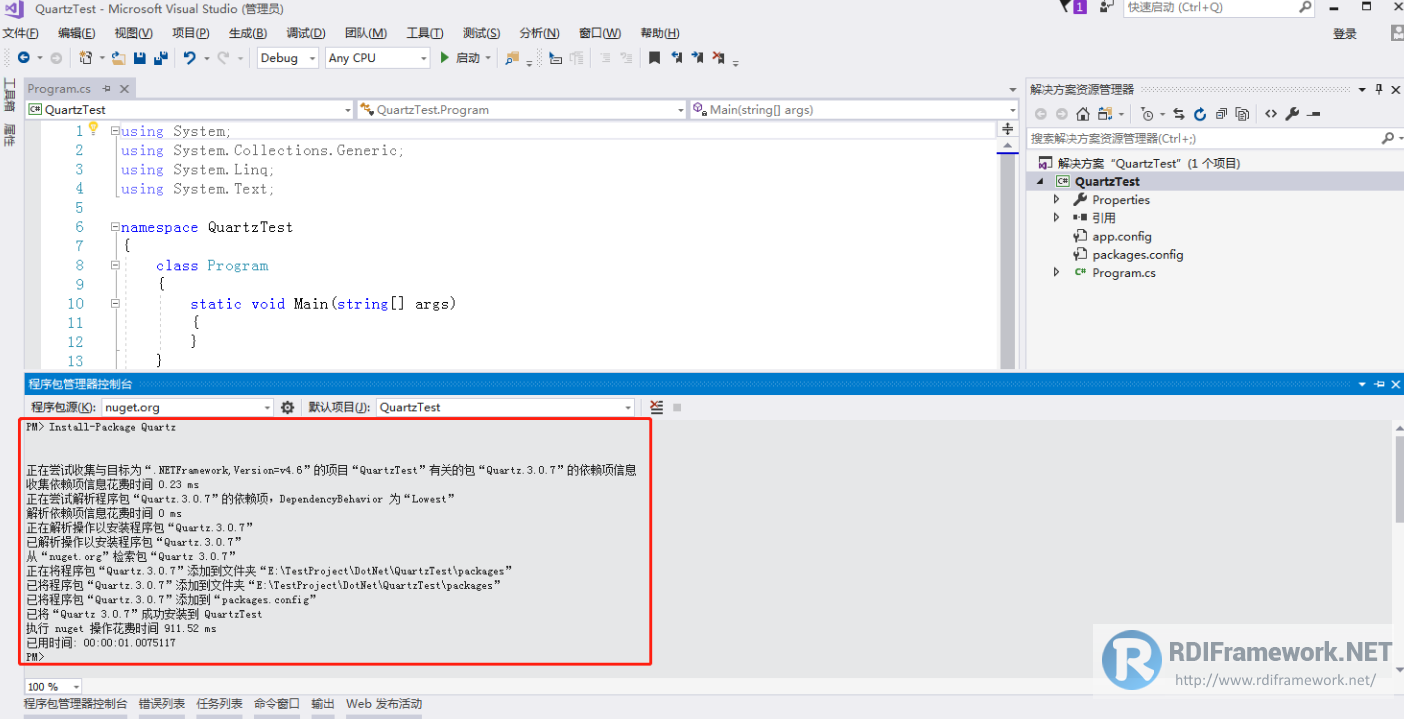 QuartzTest - Microsoft Visual Studio (管理员)
1
快速启动 (Ctrl+Q)
文件(F) 编辑(E) 视图(V) 项目(P) 生成(B) 调试(D) 团队(M) 工具(T) 测试(S) 分析(N) 窗口(W) 帮助(H) 登录
Debug Any CPU 启动
工具箱
属性
Program.cs
QuartzTest QuartzTest.Program Main(string[] args)
1 using System;
2 using System.Collections.Generic;
3 using System.Linq;
4 using System.Text;
5
6 namespace QuartzTest
7 {
8 class Program
9 {
10 static void Main(string[] args)
11 {
12 }
13 }
解决方案资源管理器
搜索解决方案资源管理器(Ctrl+;)
解决方案 “QuartzTest” (1 个项目)
C# QuartzTest
Properties
引用
app.config
packages.config
C# Program.cs
程序包管理器控制台
程序包源(K): nuget.org 默认项目(J): QuartzTest
PM> Install-Package Quartz
正在尝试收集与目标为“.NETFramework,Version=v4.6”的项目“QuartzTest”有关的包“Quartz.3.0.7”的依赖项信息
收集依赖项信息花费时间 0.23 ms
正在尝试解析程序包“Quartz.3.0.7”的依赖项，DependencyBehavior 为“Lowest”
解析依赖项信息花费时间 0 ms
正在解析操作以安装程序包“Quartz.3.0.7”
已解析操作以安装程序包“Quartz.3.0.7”
从“nuget.org”检索包“Quartz 3.0.7”
正在将程序包“Quartz.3.0.7”添加到文件夹“E:\TestProject\DotNet\QuartzTest\packages”
已将程序包“Quartz.3.0.7”添加到文件夹“E:\TestProject\DotNet\QuartzTest\packages”
已将程序包“Quartz.3.0.7”添加到“packages.config”
已将“Quartz 3.0.7”成功安装到 QuartzTest
执行 nuget 操作花费时间 911.52 ms
已用时间: 00:00:01.0075117
PM>
RDIFramework.NET
http://www.rdiframework.net/
100 %
程序包管理器控制台 错误列表 任务列表 命令窗口 输出 Web 发布活动